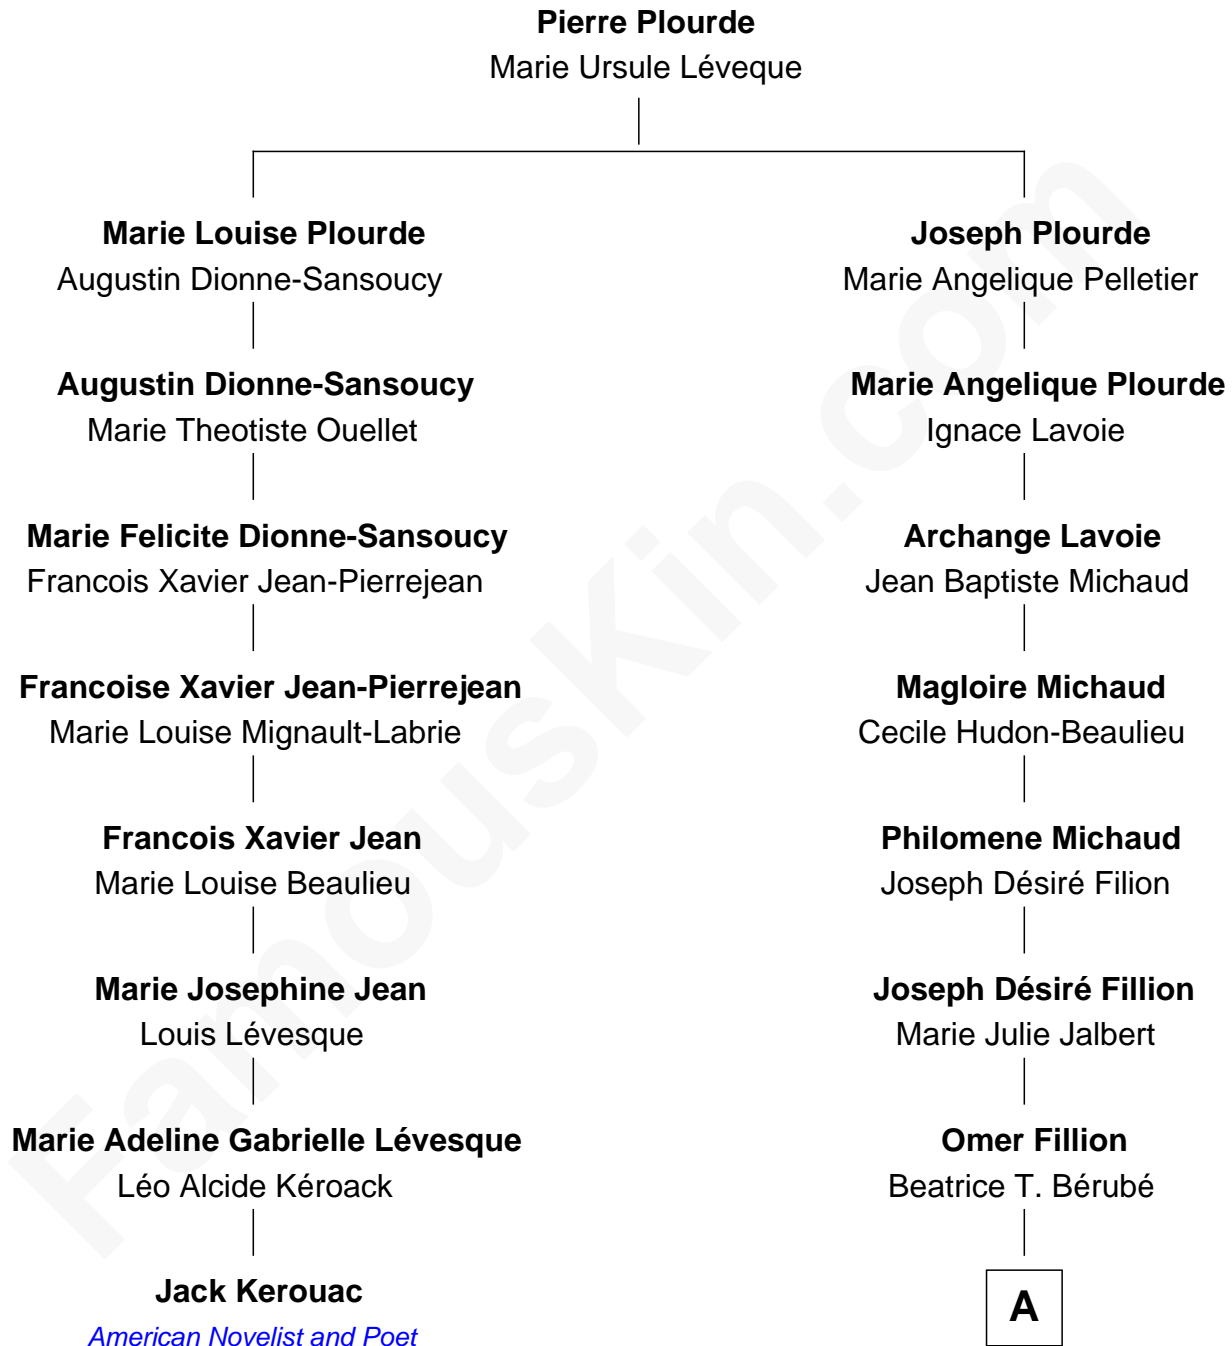 Pierre Plourde
Marie Ursule Léveque
Marie Louise Plourde
Augustin Dionne-Sansoucy
Joseph Plourde
Marie Angelique Pelletier
Augustin Dionne-Sansoucy
Marie Theotiste Ouellet
Marie Angelique Plourde
Ignace Lavoie
Marie Felicite Dionne-Sansoucy
Francois Xavier Jean-Pierrejean
Archange Lavoie
Jean Baptiste Michaud
Francoise Xavier Jean-Pierrejean
Marie Louise Mignault-Labrie
Magloire Michaud
Cecile Hudon-Beaulieu
Francois Xavier Jean
Marie Louise Beaulieu
Philomene Michaud
Joseph Désiré Filion
Marie Josephine Jean
Louis Lévesque
Joseph Désiré Fillion
Marie Julie Jalbert
Marie Adeline Gabrielle Lévesque
Léo Alcide Kéroack
Omer Fillion
Beatrice T. Bérubé
Jack Kerouac
American Novelist and Poet
A
FamousKin.com